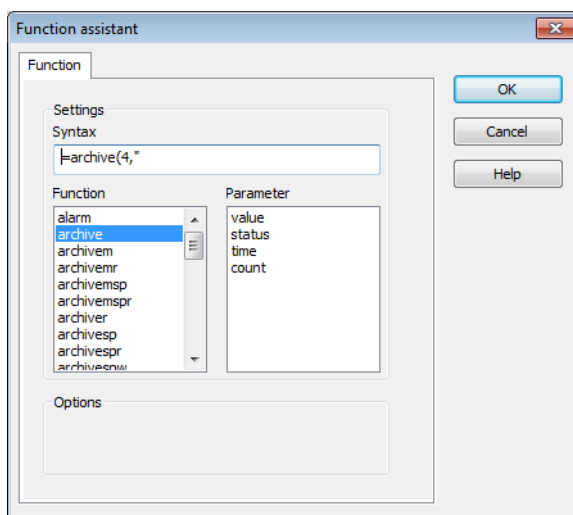 Function assistant
Function
OK
Cancel
Help
Settings
Syntax
=archive(4,"
Function
Parameter
alarm
archive
archivem
archivemr
archivemsp
archivemspr
archiver
archivesp
archivespr
archivespw
value
status
time
count
Options